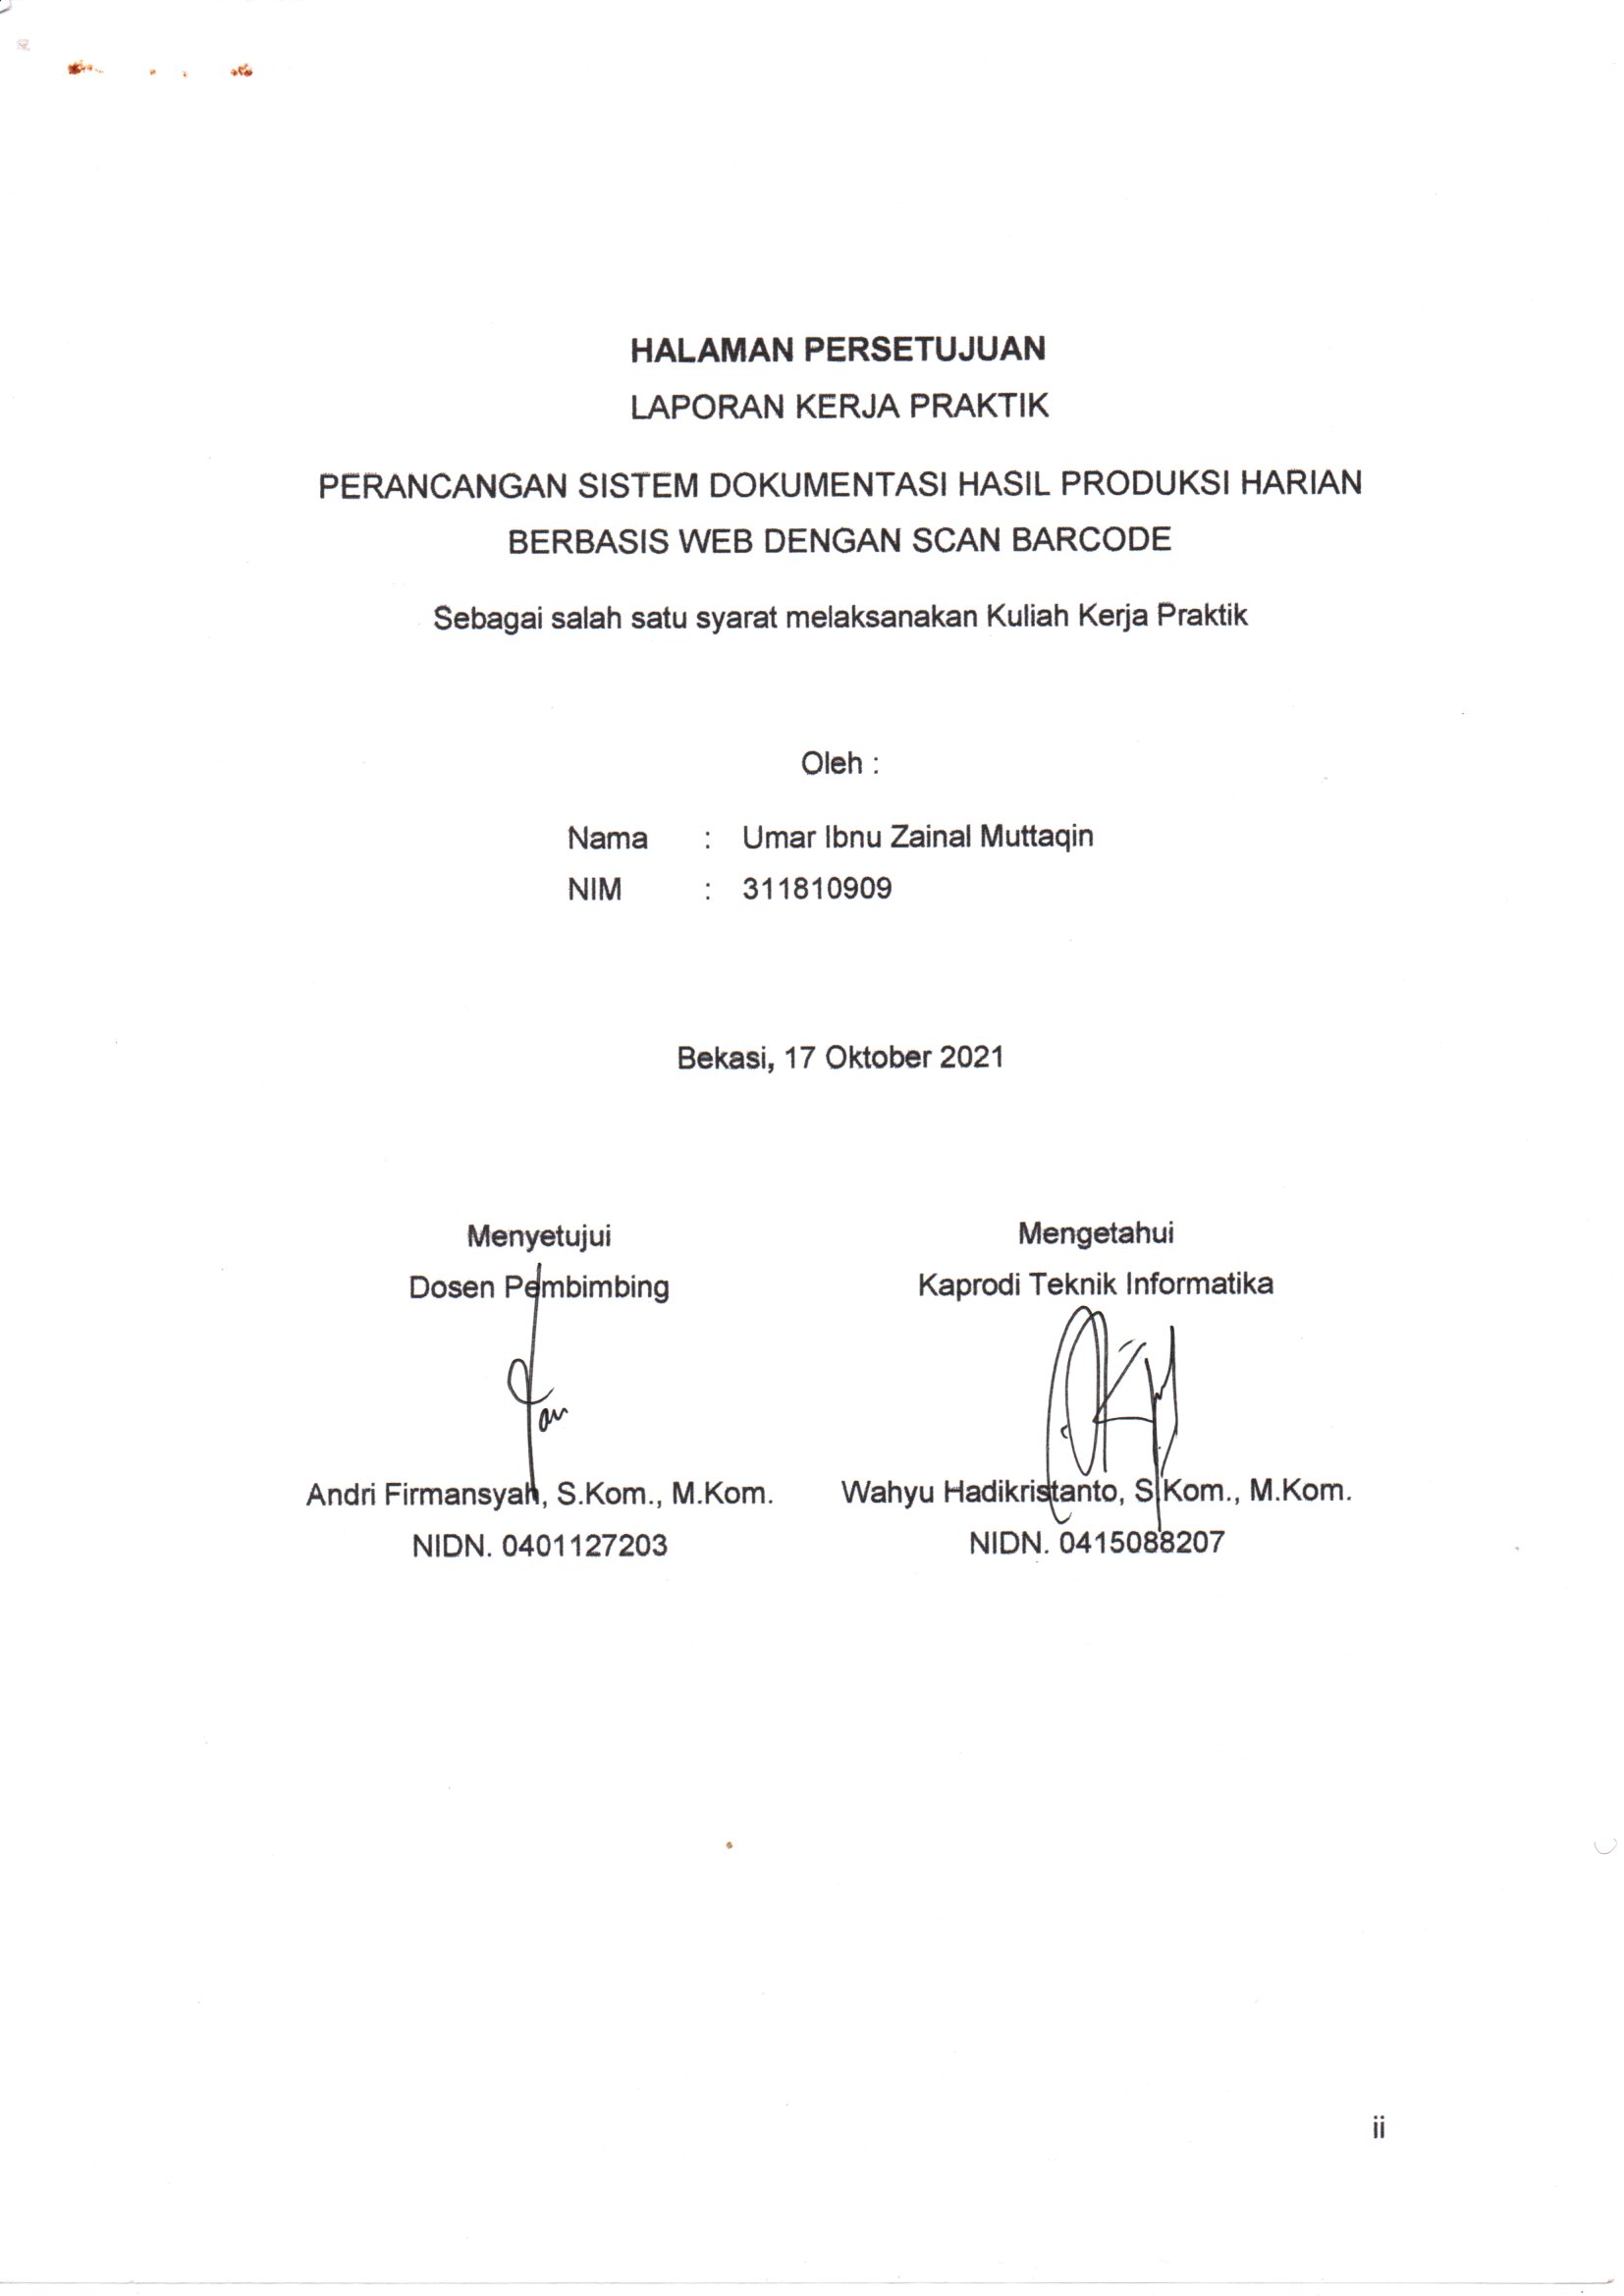 HALAMAN PERSETUJUAN
LAPORAN KERJA PRAKTIK
PERANCANGAN SISTEM DOKUMENTASI HASIL PRODUKSI HARIAN
BERBASIS WEB DENGAN SCAN BARCODE
Sebagai salah satu syarat melaksanakan Kuliah Kerja Praktik
Oleh :
Nama : Umar Ibnu Zainal Muttaqin
NIM : 311810909
Bekasi, 17 Oktober 2021
Menyetujui
Dosen Pembimbing
Andri Firmansyah, S.Kom., M.Kom.
NIDN. 0401127203
Mengetahui
Kaprodi Teknik Informatika
Wahyu Hadikristanto, S.Kom., M.Kom.
NIDN. 0415088207
ii